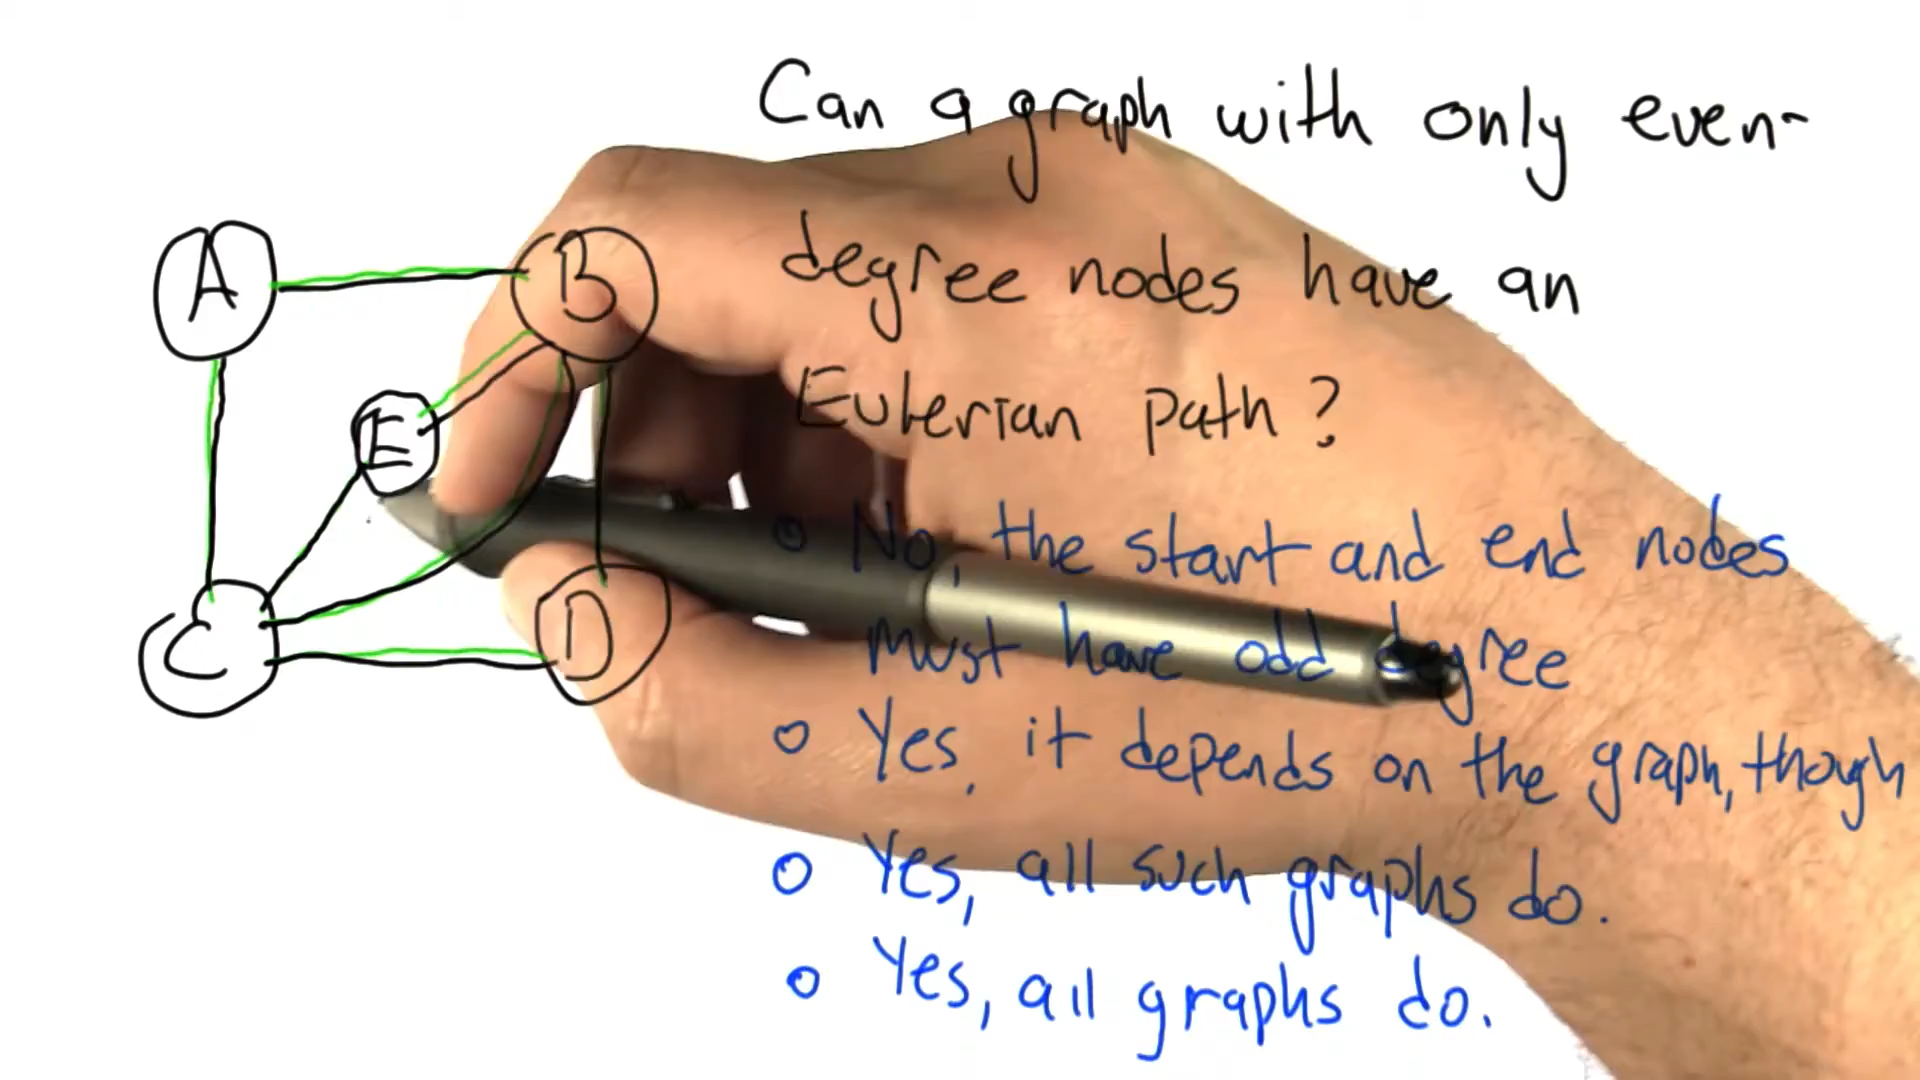 Can a graph with only even-
degree nodes have an
Eulerian path?
No, the start and end nodes
must have odd degree
Yes, it depends on the graph, though
Yes, all such graphs do.
Yes, all graphs do.
A
B
E
C
D